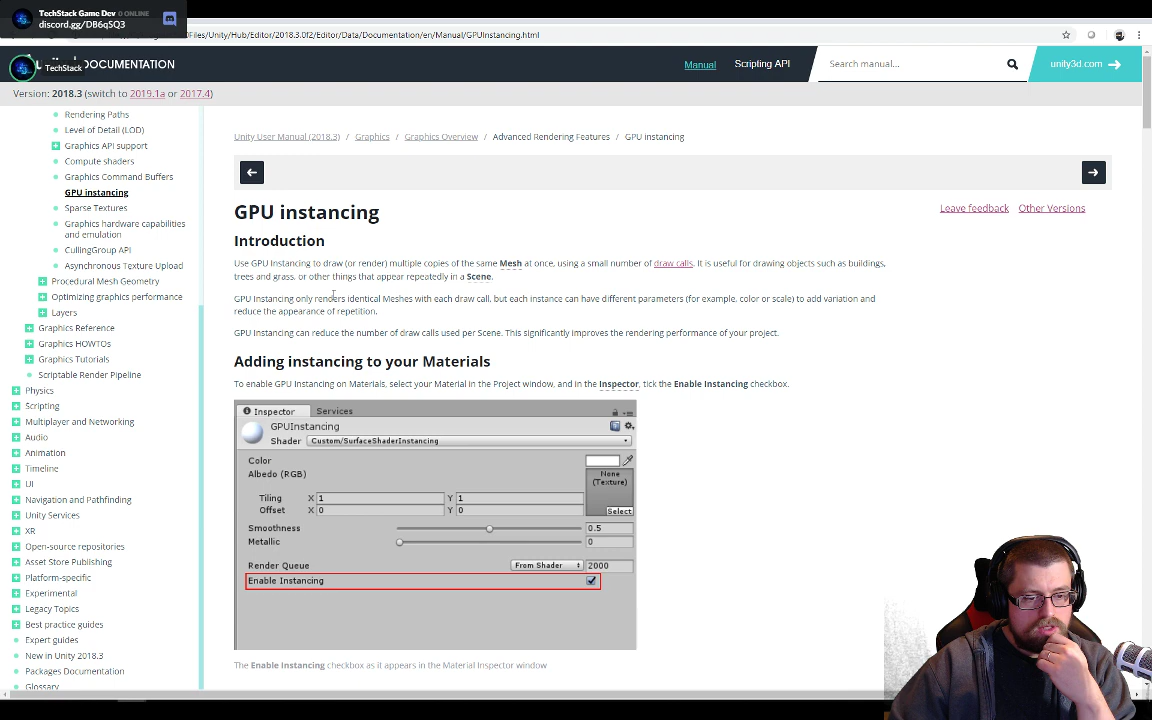 TechStack Game Dev 0 ONLINE
discord.gg/DB6qSQ3
Files/Unity/Hub/Editor/2018.3.0f2/Editor/Data/Documentation/en/Manual/GPUInstancing.html
TechStack
DOCUMENTATION
Manual
Scripting API
Search manual...
unity3d.com
Version: 2018.3 (switch to 2019.1a or 2017.4)
Rendering Paths
Level of Detail (LOD)
Graphics API support
Compute shaders
Graphics Command Buffers
GPU instancing
Sparse Textures
Graphics hardware capabilities
and emulation
CullingGroup API
Asynchronous Texture Upload
Procedural Mesh Geometry
Optimizing graphics performance
Layers
Graphics Reference
Graphics HOWTOs
Graphics Tutorials
Scriptable Render Pipeline
Physics
Scripting
Multiplayer and Networking
Audio
Animation
Timeline
UI
Navigation and Pathfinding
Unity Services
XR
Open-source repositories
Asset Store Publishing
Platform-specific
Experimental
Legacy Topics
Best practice guides
Expert guides
New in Unity 2018.3
Packages Documentation
Glossary
Unity User Manual (2018.3) / Graphics / Graphics Overview / Advanced Rendering Features / GPU instancing
GPU instancing
Leave feedback
Other Versions
Introduction
Use GPU Instancing to draw (or render) multiple copies of the same Mesh at once, using a small number of draw calls. It is useful for drawing objects such as buildings,
trees and grass, or other things that appear repeatedly in a Scene.
GPU Instancing only renders identical Meshes with each draw call, but each instance can have different parameters (for example, color or scale) to add variation and
reduce the appearance of repetition.
GPU Instancing can reduce the number of draw calls used per Scene. This significantly improves the rendering performance of your project.
Adding instancing to your Materials
To enable GPU Instancing on Materials, select your Material in the Project window, and in the Inspector, tick the Enable Instancing checkbox.
Inspector
Services
GPUInstancing
Shader Custom/SurfaceShaderInstancing
Color
Albedo (RGB)
None
(Texture)
Tiling X 1 Y 1
Offset X 0 Y 0
Select
Smoothness 0.5
Metallic 0
Render Queue From Shader 2000
Enable Instancing
The Enable Instancing checkbox as it appears in the Material Inspector window